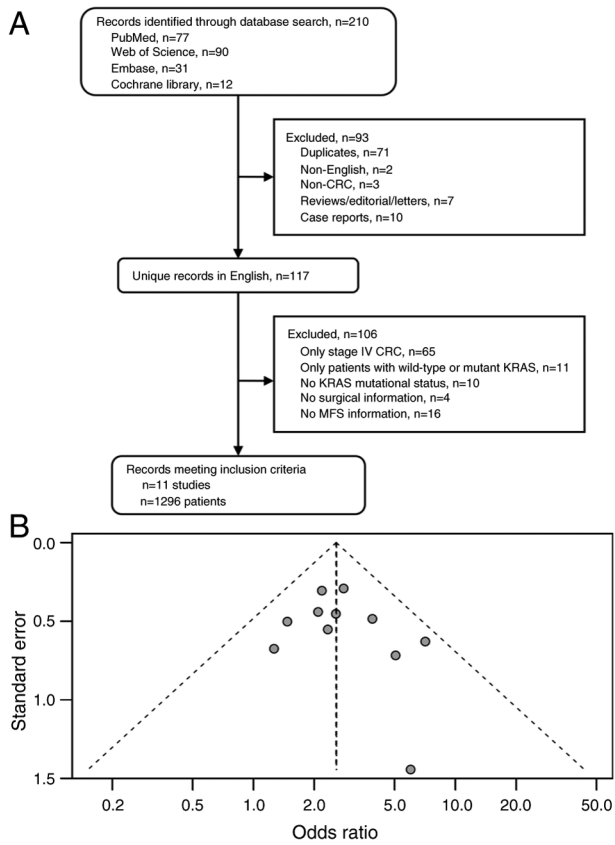 A
Records identified through database search, n=210
PubMed, n=77
Web of Science, n=90
Embase, n=31
Cochrane library, n=12
Excluded, n=93
Duplicates, n=71
Non-English, n=2
Non-CRC, n=3
Reviews/editorial/letters, n=7
Case reports, n=10
Unique records in English, n=117
Excluded, n=106
Only stage IV CRC, n=65
Only patients with wild-type or mutant KRAS, n=11
No KRAS mutational status, n=10
No surgical information, n=4
No MFS information, n=16
Records meeting inclusion criteria
n=11 studies
n=1296 patients
B
0.0
0.5
1.0
1.5
Standard error
0.2 0.5 1.0 2.0 5.0 10.0 20.0 50.0
Odds ratio